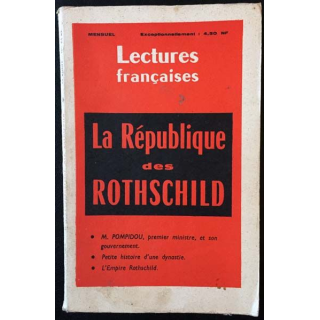 MENSUEL Exceptionnellement : 4,50 NF
Lectures
françaises
La République
des
ROTHSCHILD
M. POMPIDOU, premier ministre, et son
gouvernement.
Petite histoire d'une dynastie.
L'Empire Rothschild.